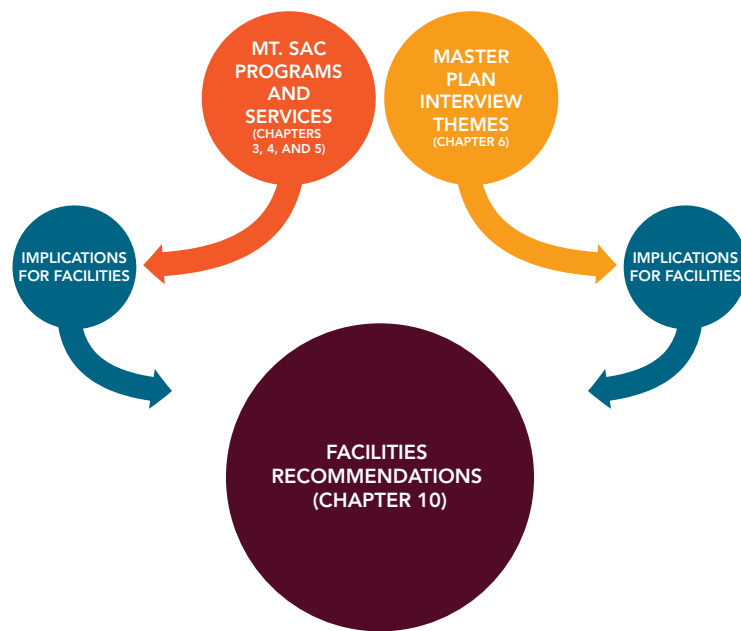 MT. SAC
PROGRAMS
AND
SERVICES
(CHAPTERS
3, 4, AND 5)
MASTER
PLAN
INTERVIEW
THEMES
(CHAPTER 6)
IMPLICATIONS
FOR FACILITIES
IMPLICATIONS
FOR FACILITIES
FACILITIES
RECOMMENDATIONS
(CHAPTER 10)